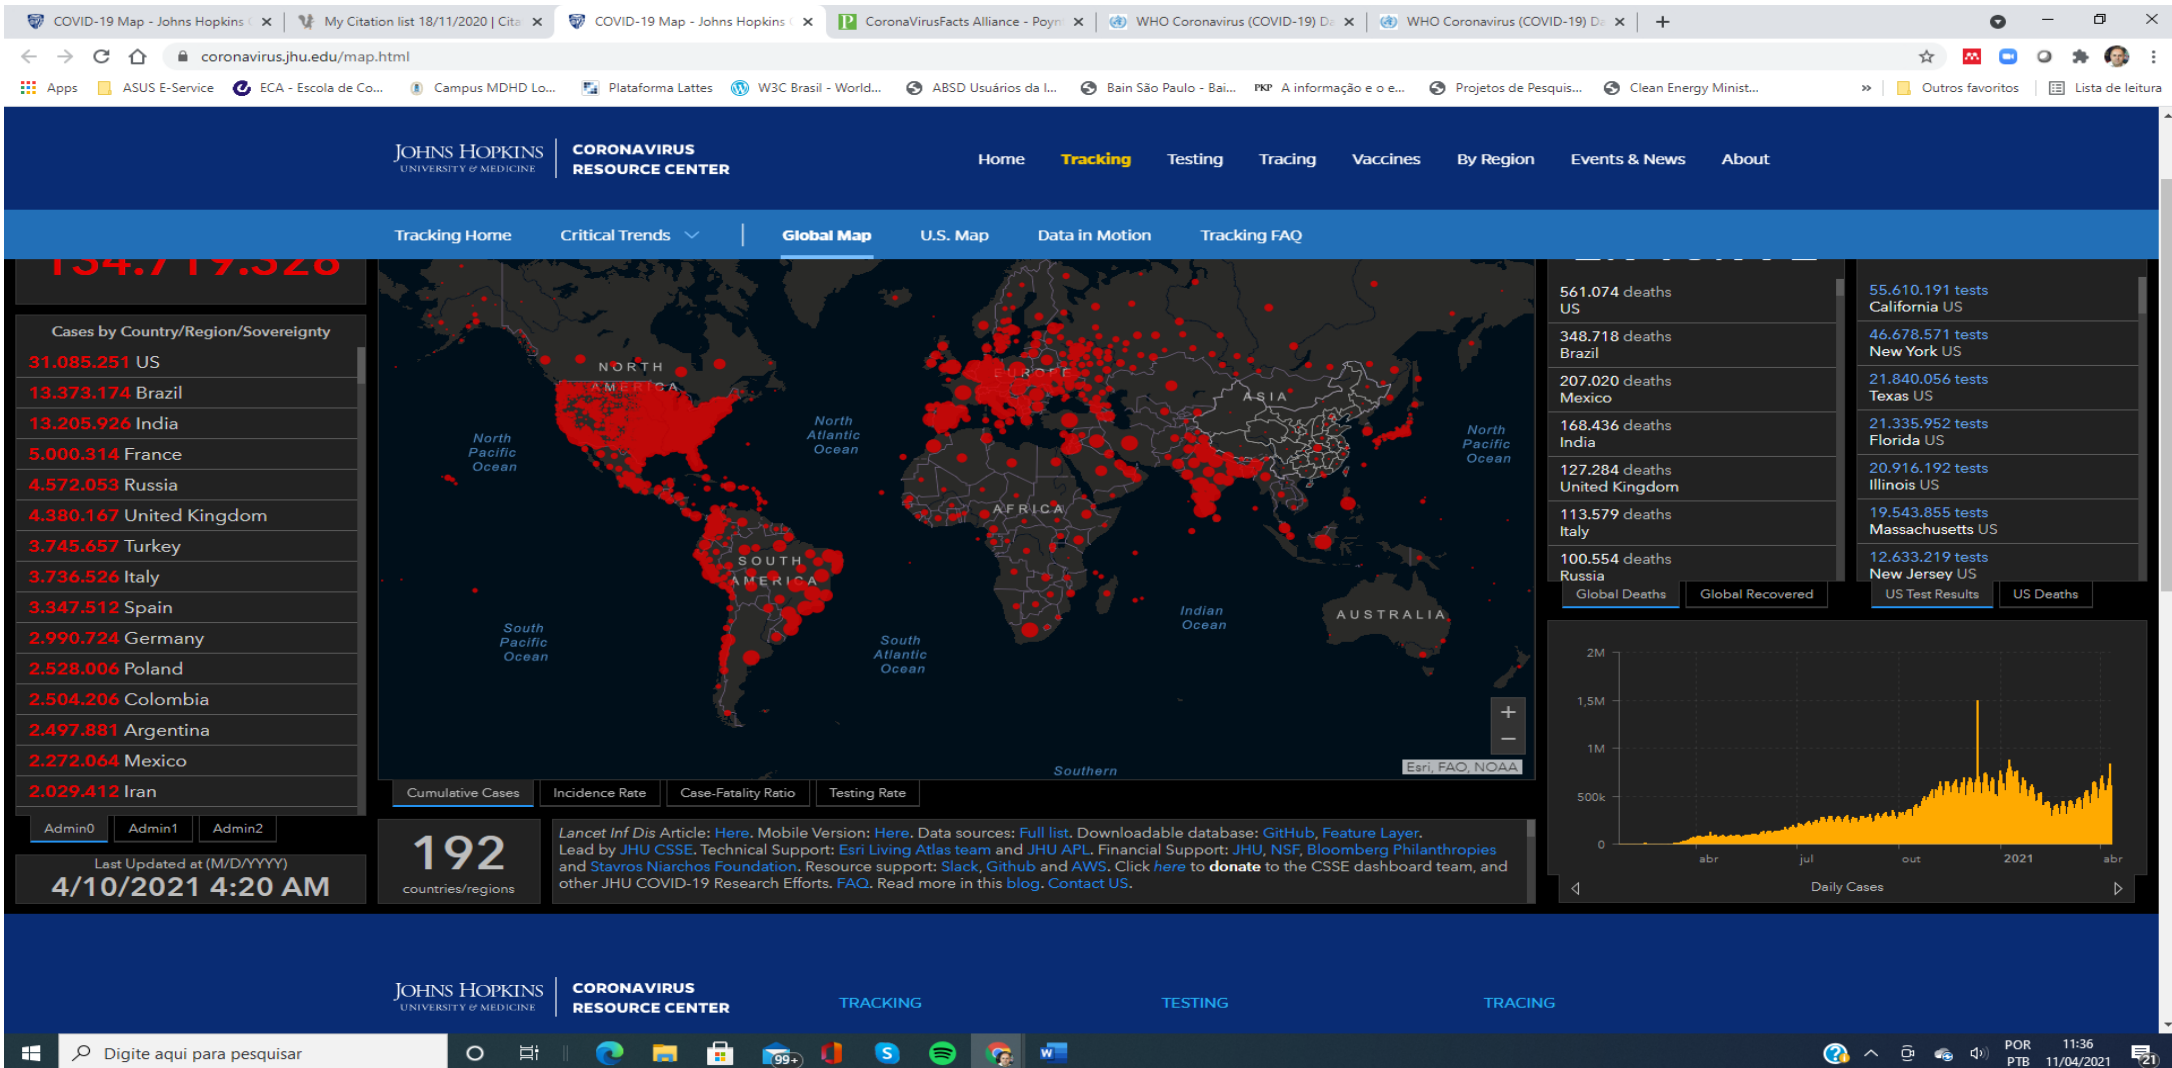 COVID-19 Map - Johns Hopkins
My Citation list 18/11/2020 | Cita
COVID-19 Map - Johns Hopkins
CoronaVirusFacts Alliance - Poyn
WHO Coronavirus (COVID-19) Da
WHO Coronavirus (COVID-19) Da
coronavirus.jhu.edu/map.html
Apps
ASUS E-Service
ECA - Escola de Co...
Campus MDHD Lo...
Plataforma Lattes
W3C Brasil - World...
ABSD Usuários da I...
Bain São Paulo - Bai...
PKP A informação e o e...
Projetos de Pesquis...
Clean Energy Minist...
»
Outros favoritos
Lista de leitura
JOHNS HOPKINS
UNIVERSITY & MEDICINE
CORONAVIRUS
RESOURCE CENTER
Home
Tracking
Testing
Tracing
Vaccines
By Region
Events & News
About
Tracking Home
Critical Trends
Global Map
U.S. Map
Data in Motion
Tracking FAQ
134.719.328
Cases by Country/Region/Sovereignty
31.085.251 US
13.373.174 Brazil
13.205.926 India
5.000.314 France
4.572.053 Russia
4.380.167 United Kingdom
3.745.657 Turkey
3.736.526 Italy
3.347.512 Spain
2.990.724 Germany
2.528.006 Poland
2.504.206 Colombia
2.497.881 Argentina
2.272.064 Mexico
2.029.412 Iran
Admin0
Admin1
Admin2
Last Updated at (M/D/YYYY)
4/10/2021 4:20 AM
NORTH
AMERICA
EUROPE
ASIA
North
Pacific
Ocean
North
Atlantic
Ocean
North
Pacific
Ocean
AFRICA
SOUTH
AMERICA
Indian
Ocean
AUSTRALIA
South
Pacific
Ocean
South
Atlantic
Ocean
Southern
+
−
Esri, FAO, NOAA
Cumulative Cases
Incidence Rate
Case-Fatality Ratio
Testing Rate
192
countries/regions
Lancet Inf Dis Article: Here. Mobile Version: Here. Data sources: Full list. Downloadable database: GitHub, Feature Layer.
Lead by JHU CSSE. Technical Support: Esri Living Atlas team and JHU APL. Financial Support: JHU, NSF, Bloomberg Philanthropies
and Stavros Niarchos Foundation. Resource support: Slack, Github and AWS. Click here to donate to the CSSE dashboard team, and
other JHU COVID-19 Research Efforts. FAQ. Read more in this blog. Contact US.
561.074 deaths
US
348.718 deaths
Brazil
207.020 deaths
Mexico
168.436 deaths
India
127.284 deaths
United Kingdom
113.579 deaths
Italy
100.554 deaths
Russia
Global Deaths
Global Recovered
55.610.191 tests
California US
46.678.571 tests
New York US
21.840.056 tests
Texas US
21.335.952 tests
Florida US
20.916.192 tests
Illinois US
19.543.855 tests
Massachusetts US
12.633.219 tests
New Jersey US
US Test Results
US Deaths
2M
1,5M
1M
500k
0
abr
jul
out
2021
abr
Daily Cases
JOHNS HOPKINS
UNIVERSITY & MEDICINE
CORONAVIRUS
RESOURCE CENTER
TRACKING
TESTING
TRACING
Digite aqui para pesquisar
99+
POR
PTB
11:36
11/04/2021
21